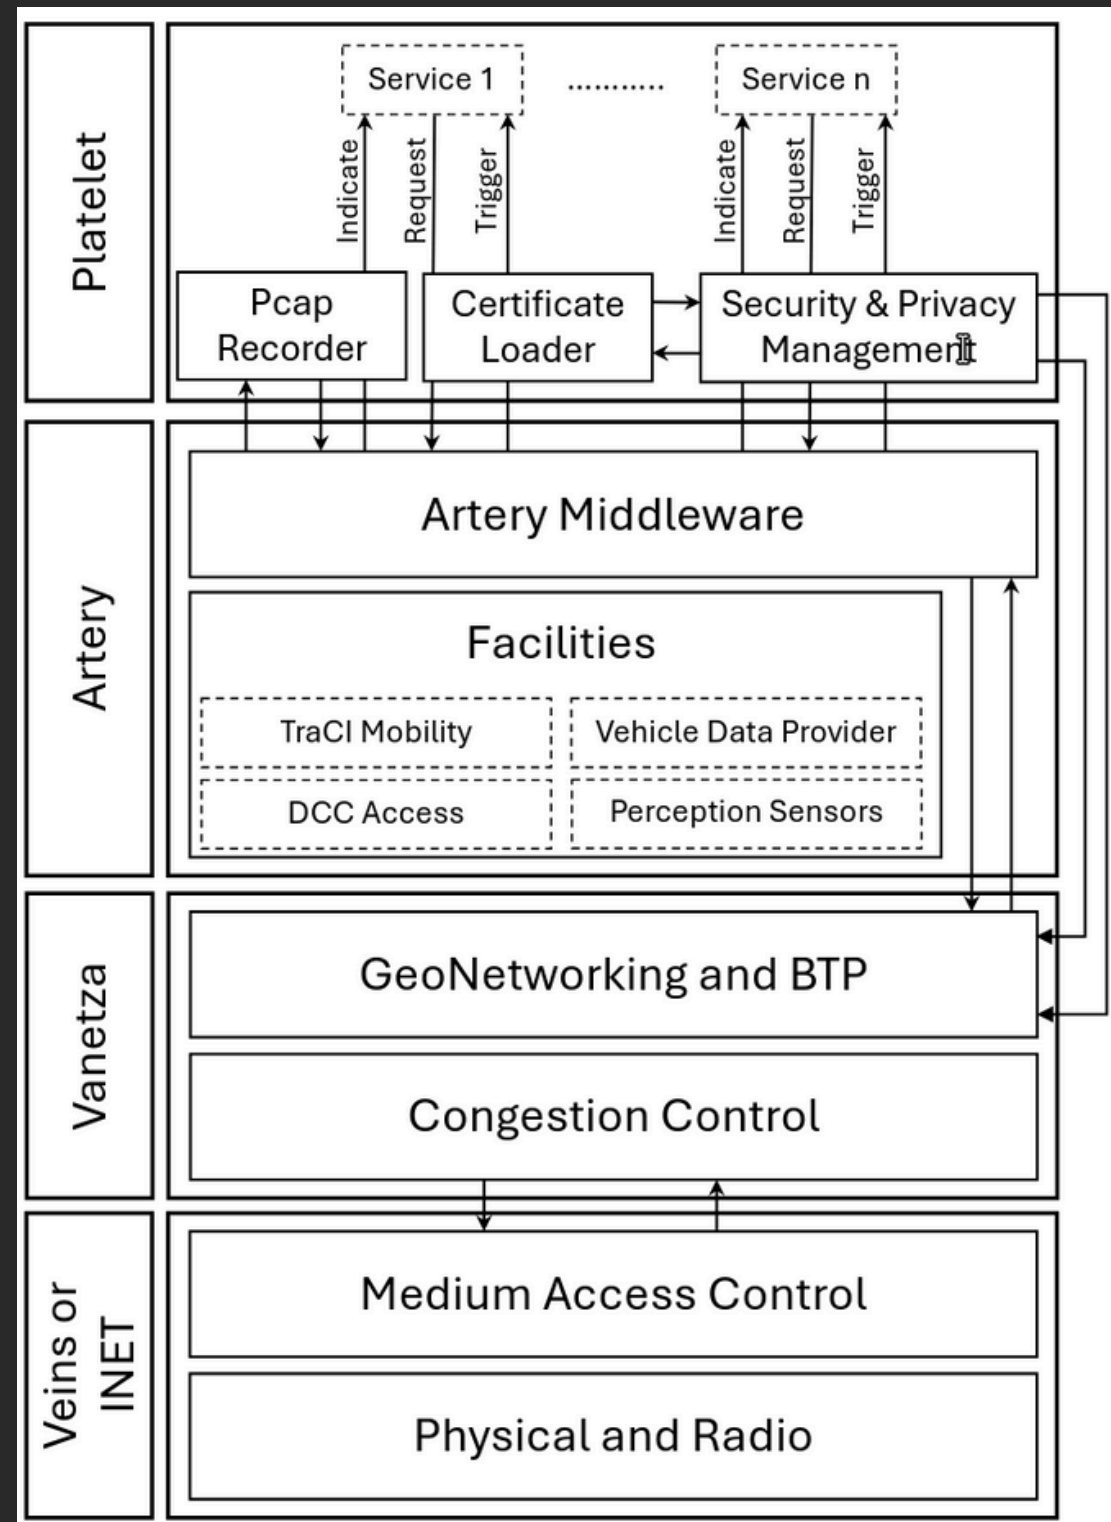 Platelet
Service 1
...........
Service n
Indicate
Request
Trigger
Indicate
Request
Trigger
Pcap
Recorder
Certificate
Loader
Security & Privacy
Management
Artery
Artery Middleware
Facilities
TraCI Mobility
Vehicle Data Provider
DCC Access
Perception Sensors
Vanetza
GeoNetworking and BTP
Congestion Control
Veins or
INET
Medium Access Control
Physical and Radio